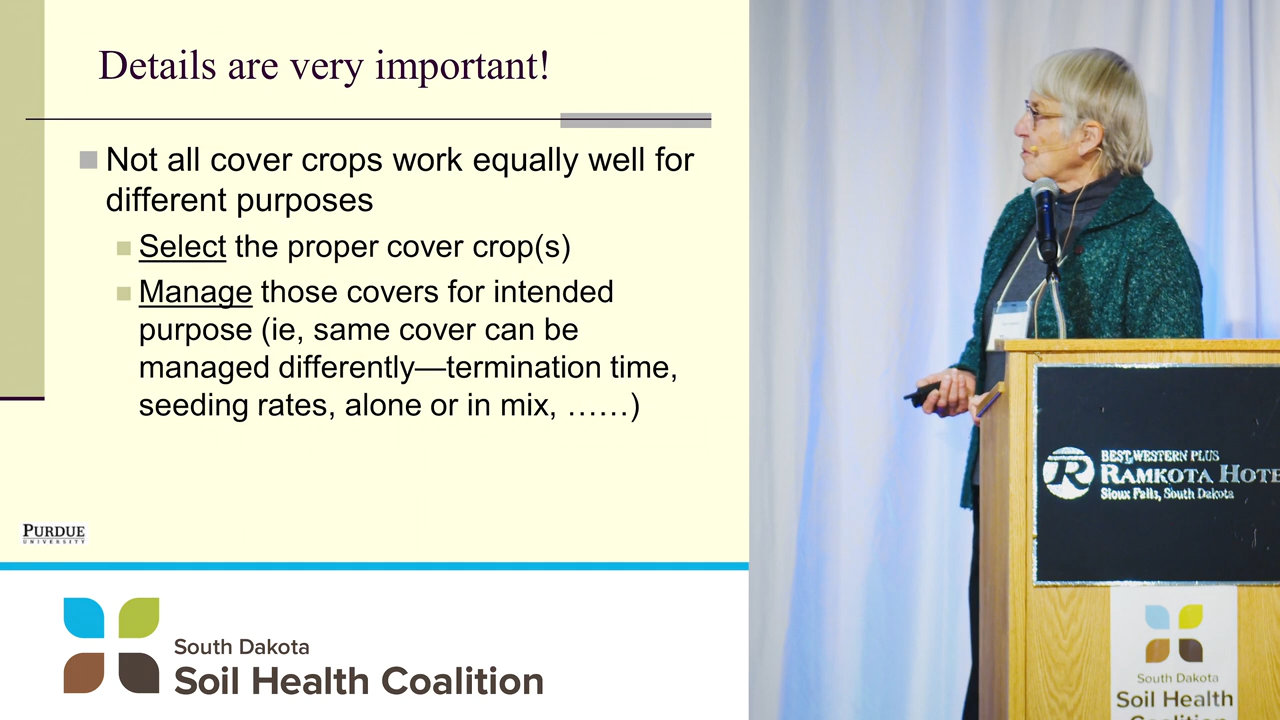 Details are very important!
Not all cover crops work equally well for
different purposes
Select the proper cover crop(s)
Manage those covers for intended
purpose (ie, same cover can be
managed differently—termination time,
seeding rates, alone or in mix, ……)
PURDUE
UNIVERSITY
South Dakota
Soil Health Coalition
R
BEST WESTERN PLUS
RAMKOTA HOTE
Sioux Falls, South Dakota
South Dakota
Soil Health
Coalition